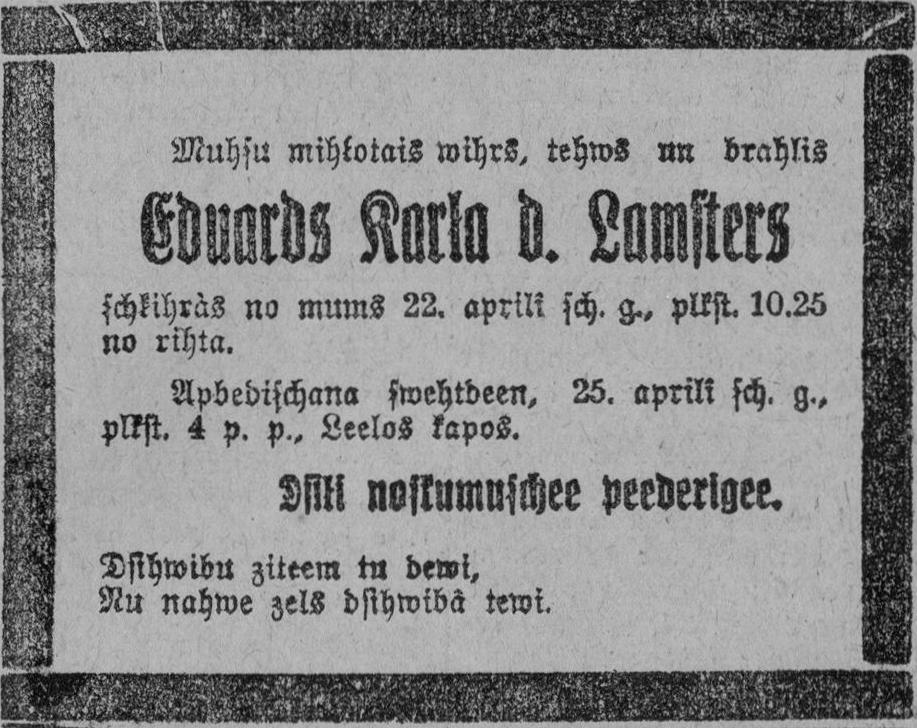 Muhſu mihļotais wihrs, tehws un brahlis
Eduards Karla d. Lamſters
ſchķihràs no mums 22. aprilî ſch. g., plkſt. 10.25
no rihta.
Apbediſchana ſwehtdeen, 25. aprilî ſch. g.,
plkſt. 4 p. p., Leelos kapos.
Dſili noſkumuſchee peederigee.
Dſihwibu ziteem tu dewi,
Nu nahwe zels dſihwibâ tewi.